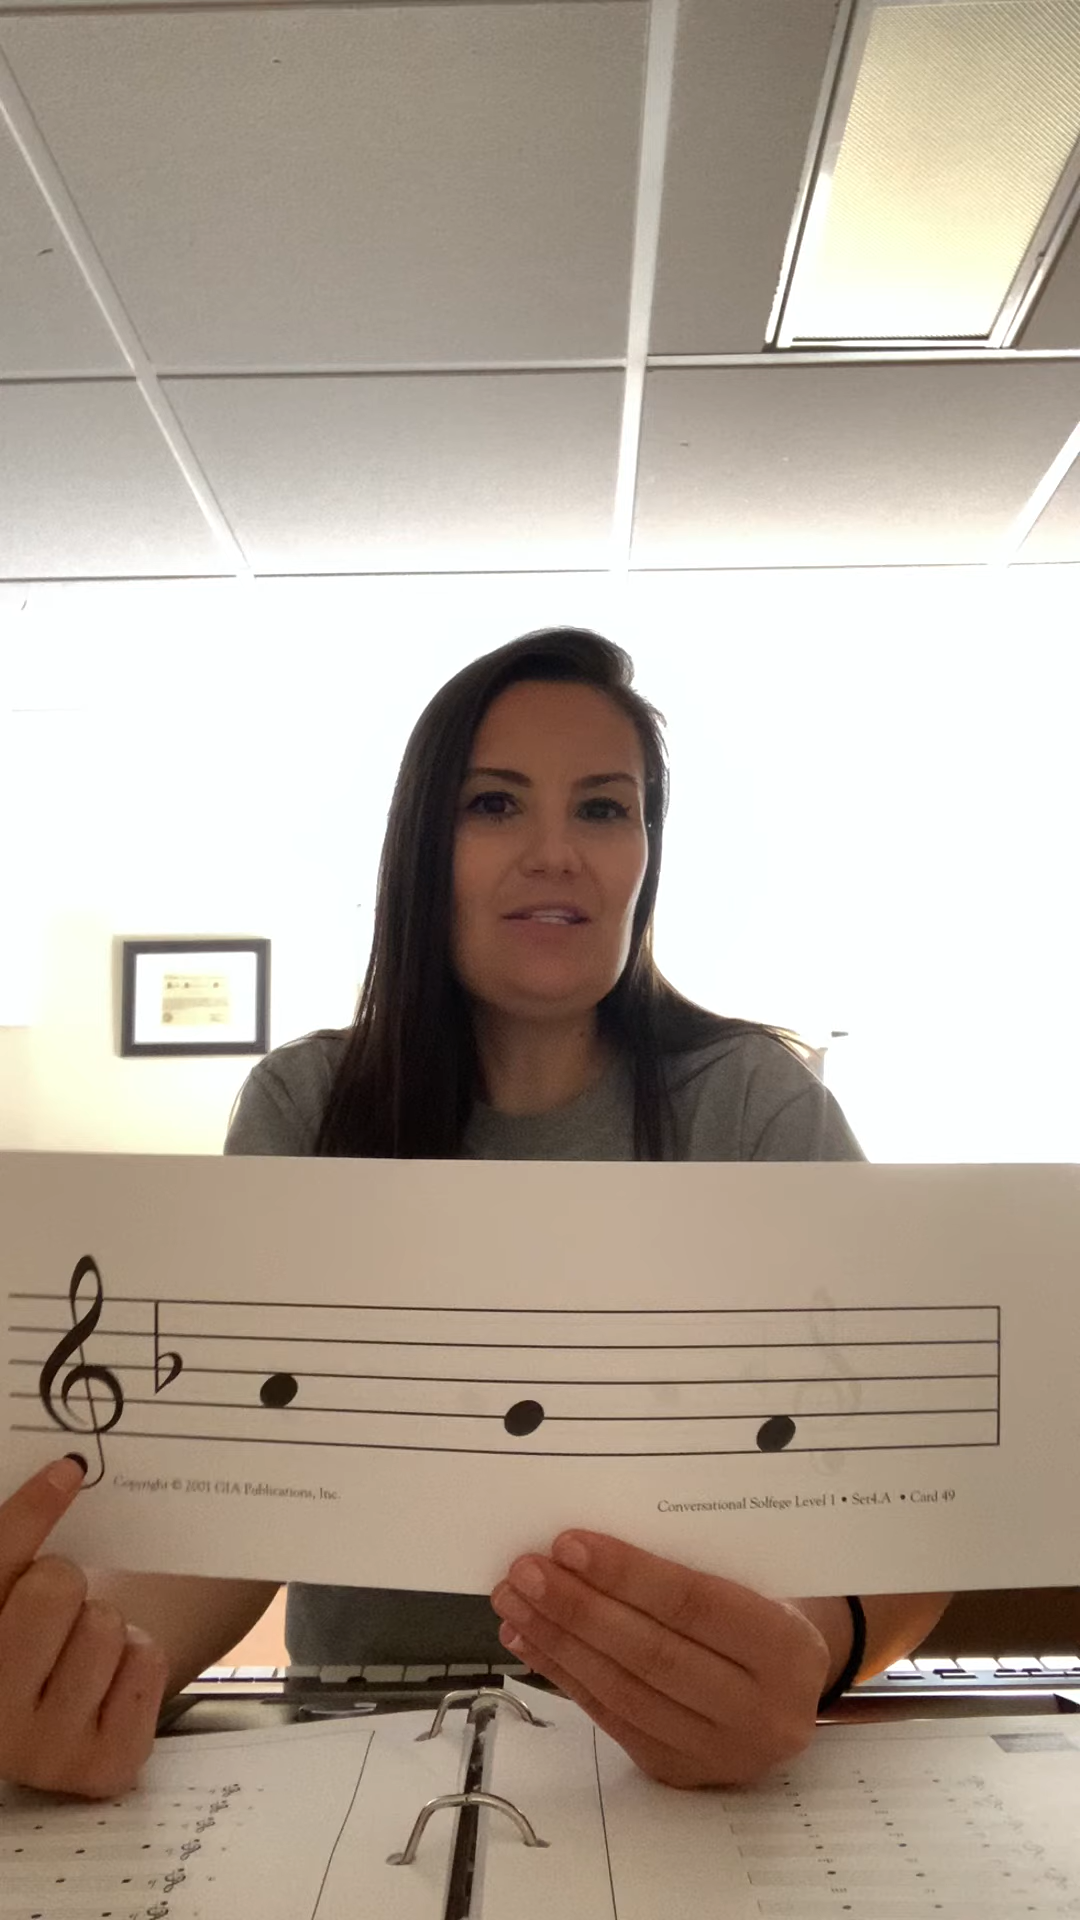 Copyright © 2001 GIA Publications, Inc.
Conversational Solfege Level 1 • Set4.A • Card 49